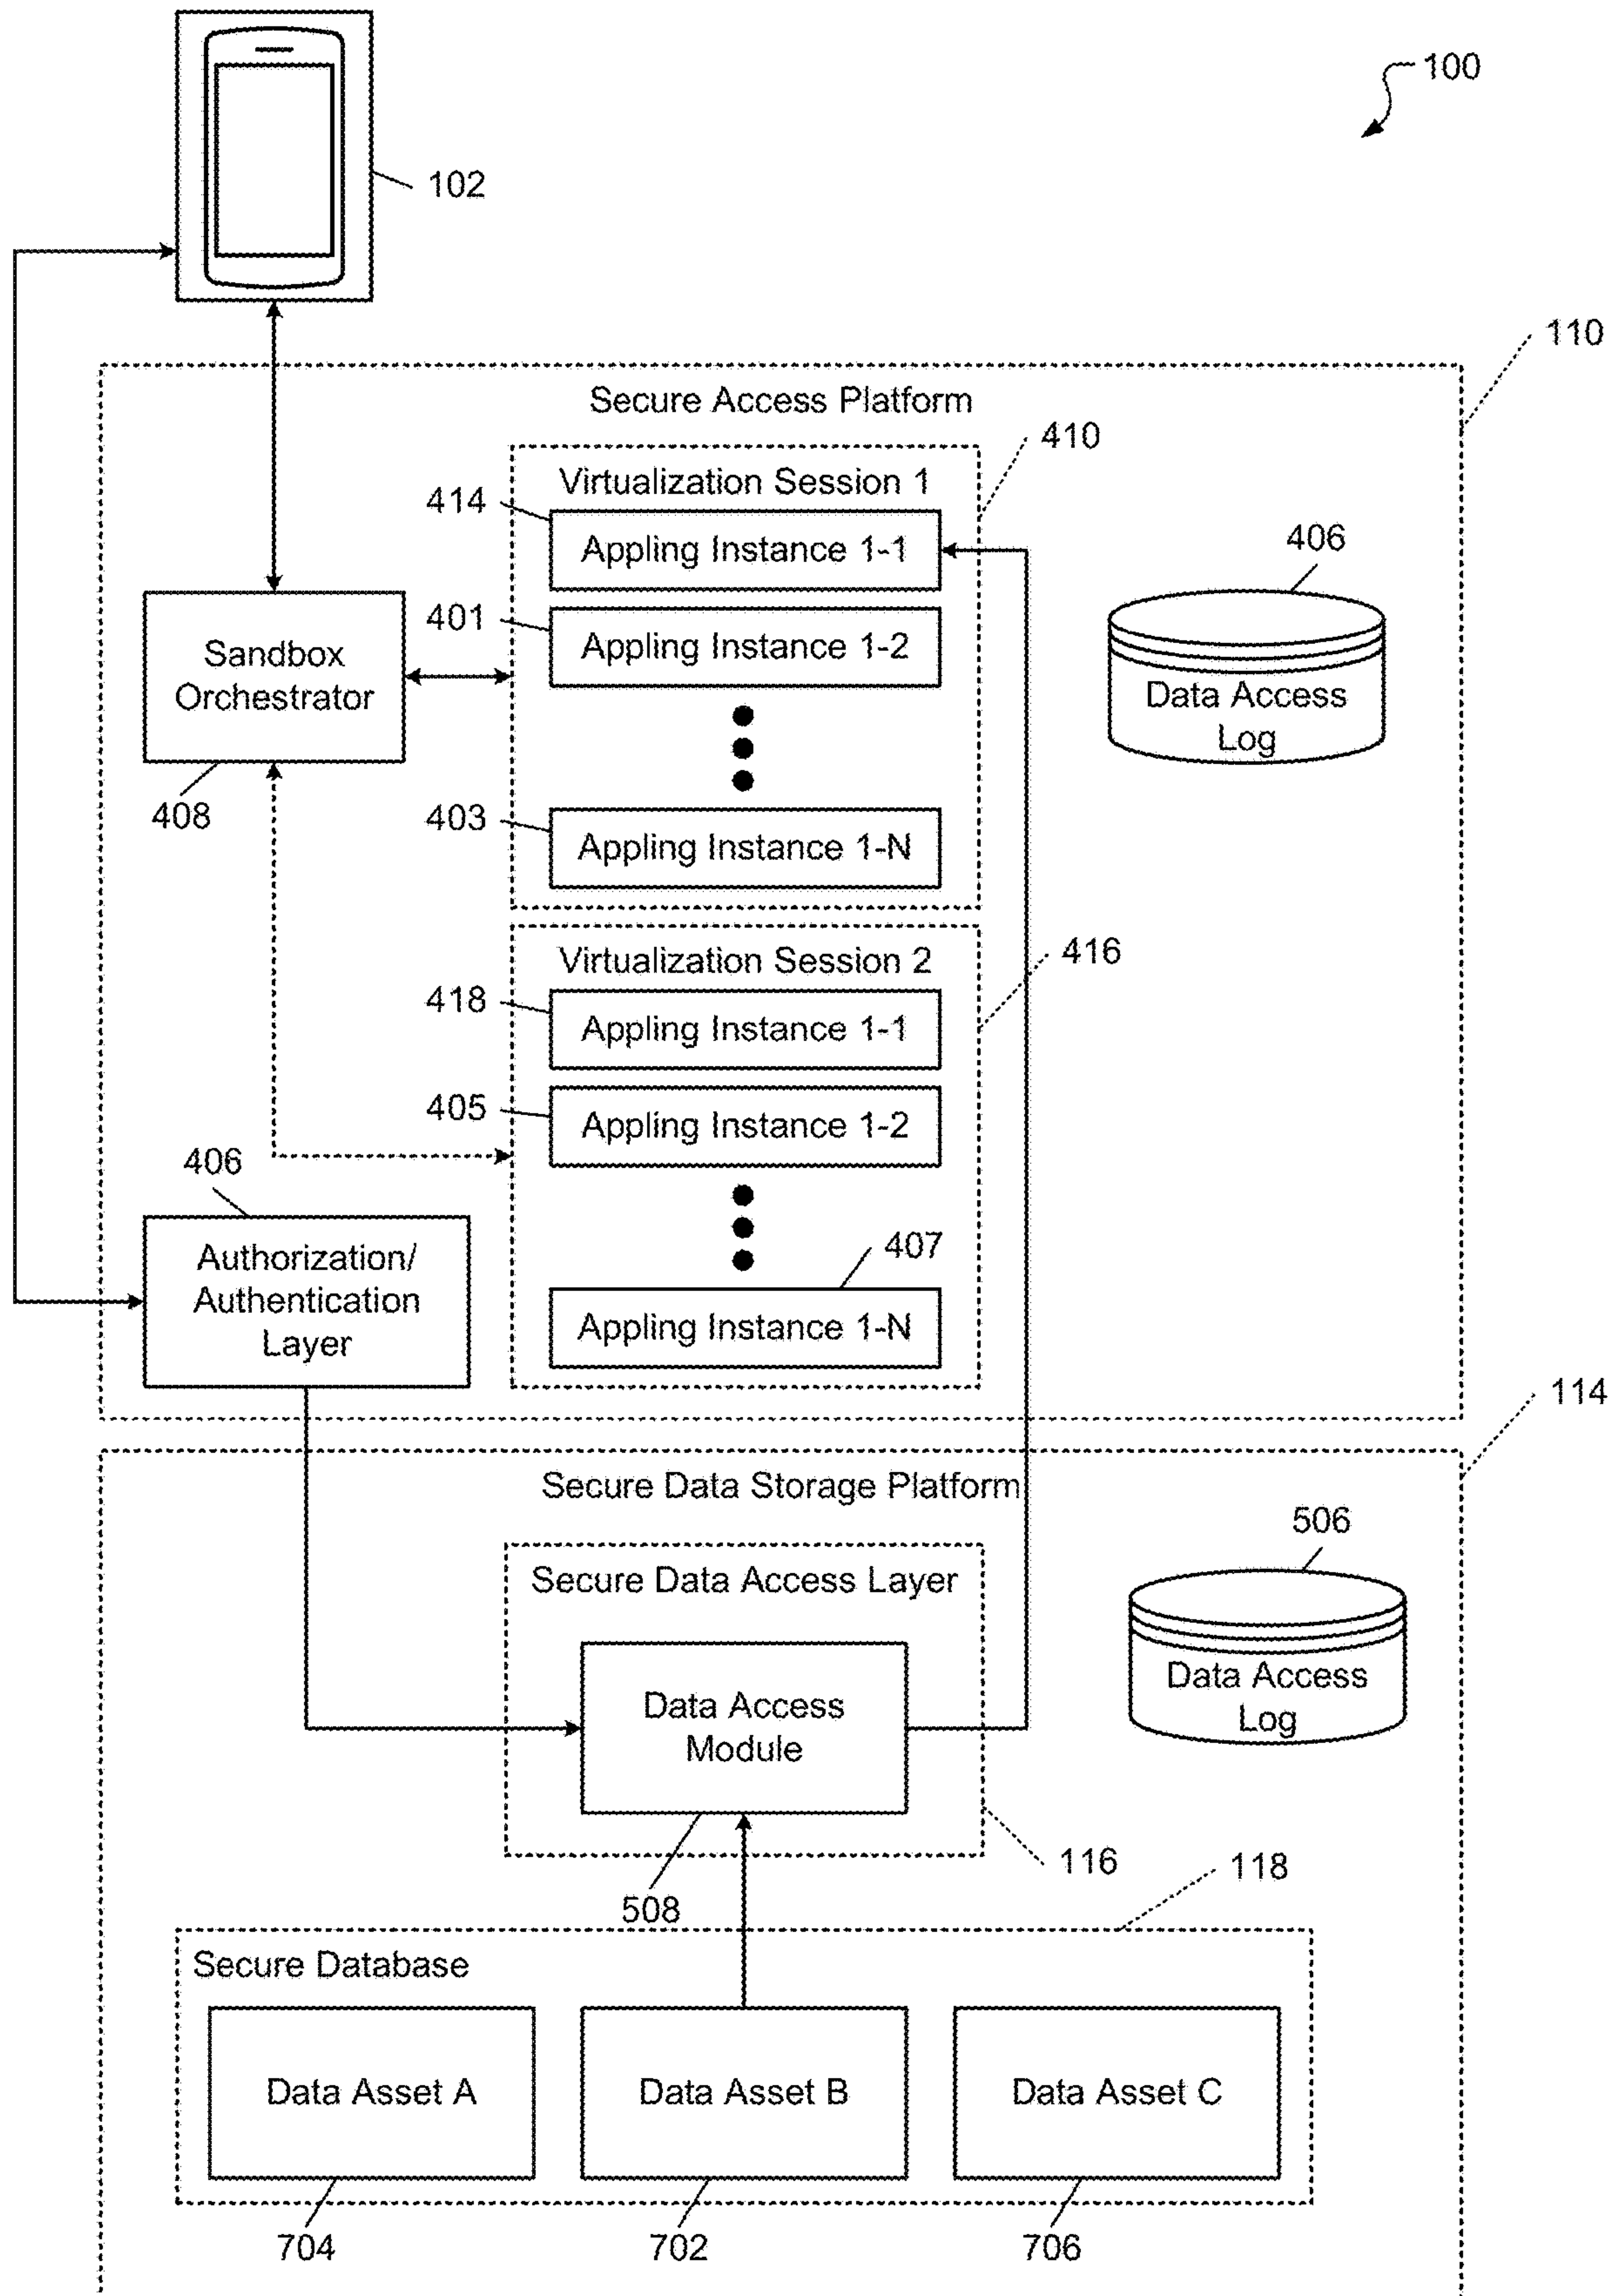 100
102
110
Secure Access Platform
410
Virtualization Session 1
414
Appling Instance 1-1
406
401
Appling Instance 1-2
Sandbox
Orchestrator
Data Access
Log
408
403
Appling Instance 1-N
416
Virtualization Session 2
418
Appling Instance 1-1
405
Appling Instance 1-2
406
407
Authorization/
Authentication
Layer
Appling Instance 1-N
114
Secure Data Storage Platform
506
Secure Data Access Layer
Data Access
Module
Data Access
Log
116
118
508
Secure Database
Data Asset A
Data Asset B
Data Asset C
704
702
706